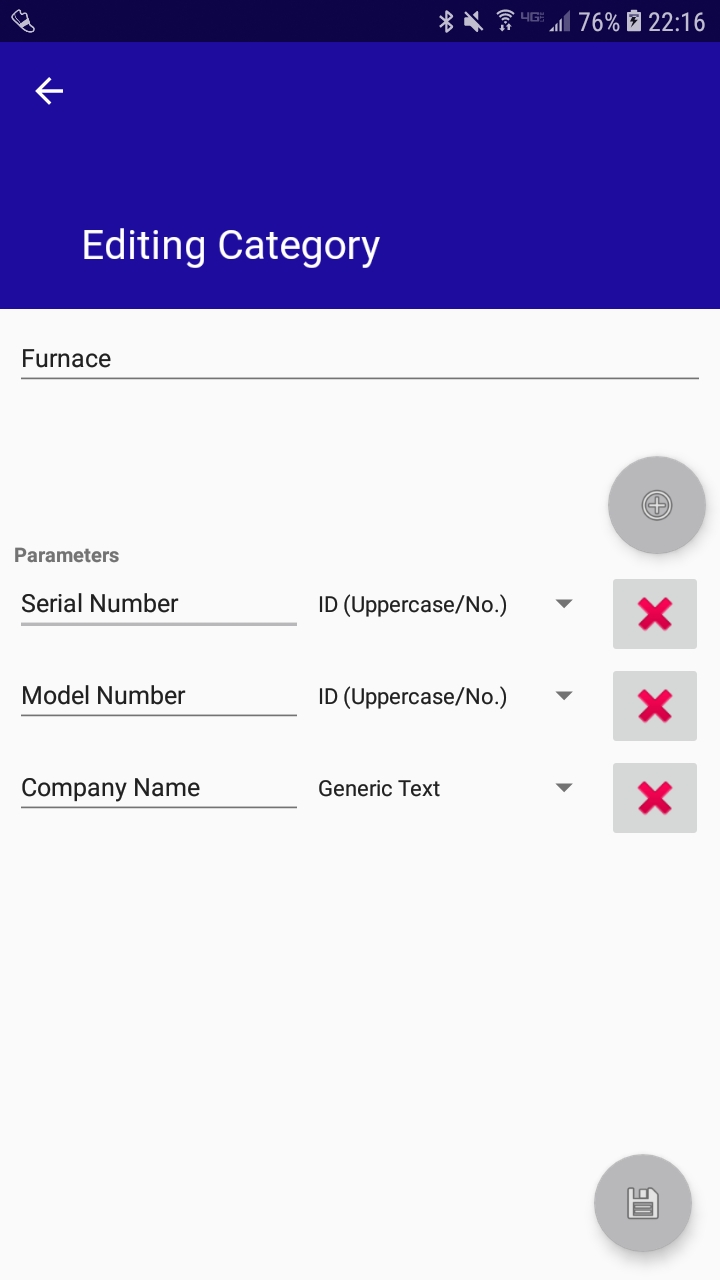 4G 76% 22:16
Editing Category
Furnace
Parameters
Serial Number ID (Uppercase/No.)
Model Number ID (Uppercase/No.)
Company Name Generic Text